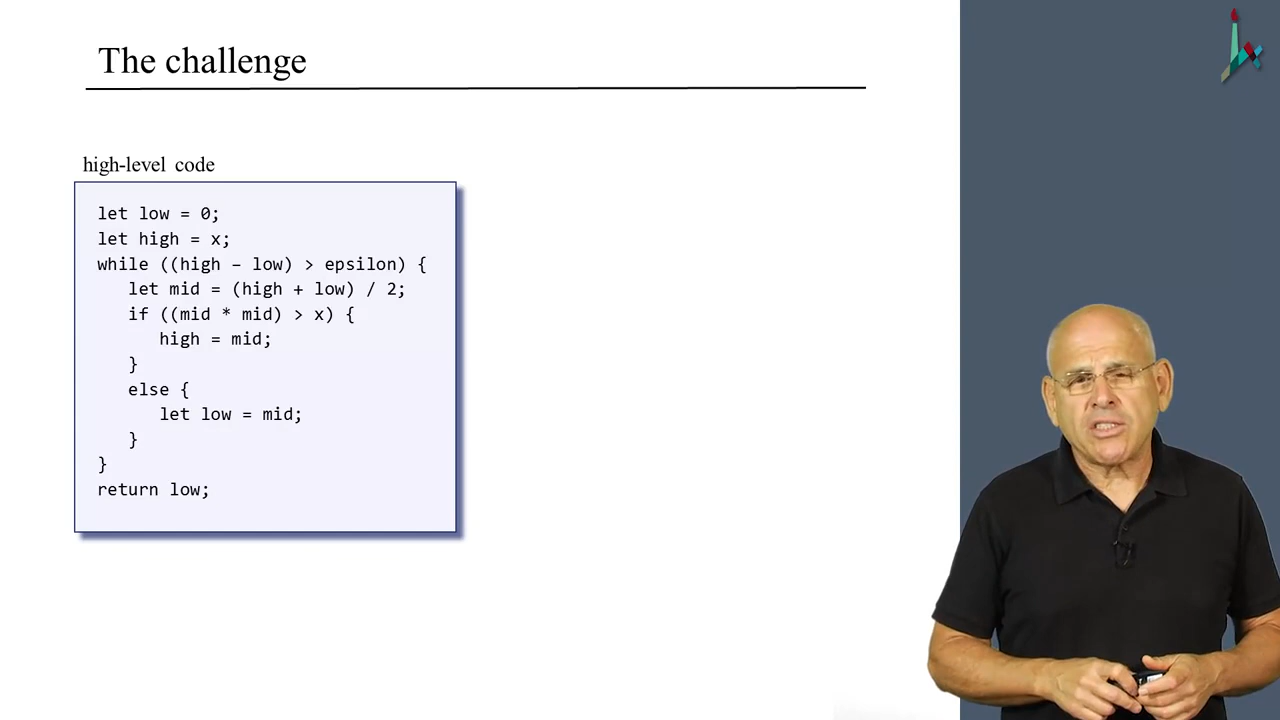 The challenge
high-level code
let low = 0;
let high = x;
while ((high – low) > epsilon) {
let mid = (high + low) / 2;
if ((mid * mid) > x) {
high = mid;
}
else {
let low = mid;
}
}
return low;